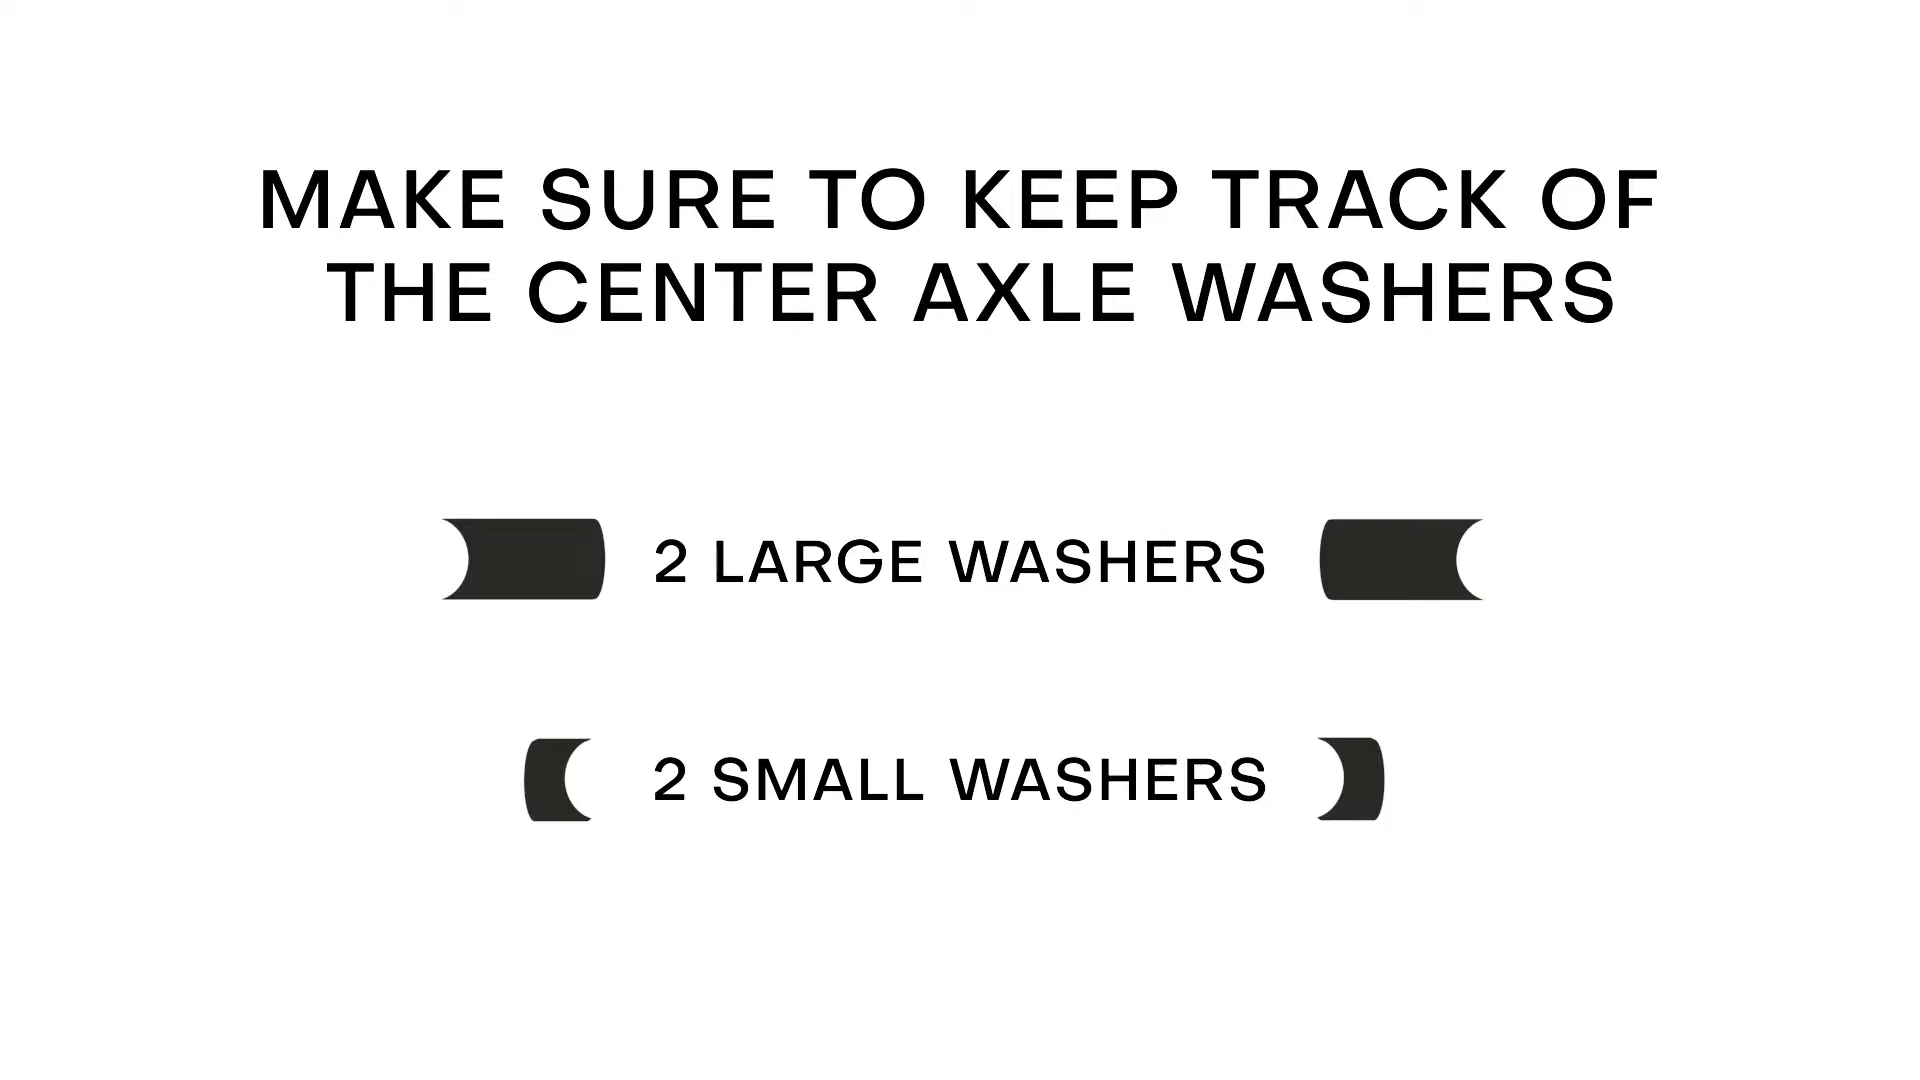 MAKE SURE TO KEEP TRACK OF
THE CENTER AXLE WASHERS
2 LARGE WASHERS
2 SMALL WASHERS